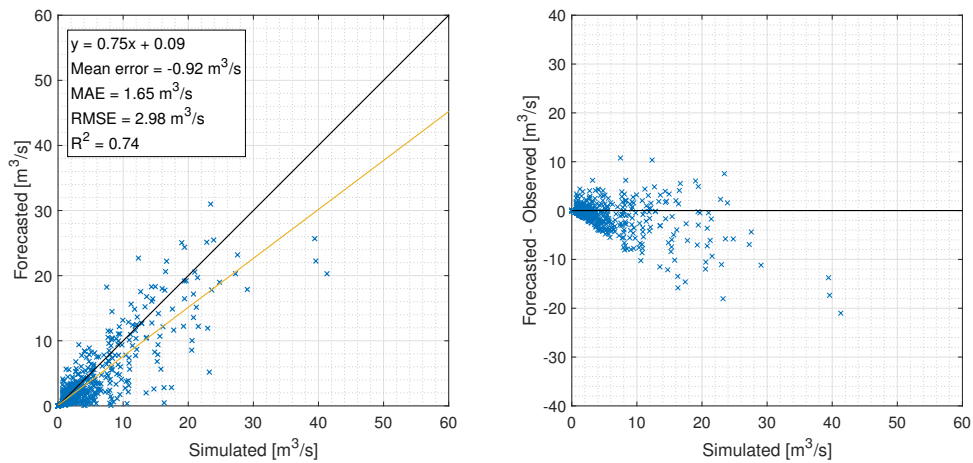 60
50
40
30
20
10
0
Forecasted [m³/s]
y = 0.75x + 0.09
Mean error = -0.92 m³/s
MAE = 1.65 m³/s
RMSE = 2.98 m³/s
R² = 0.74
0 10 20 30 40 50 60
Simulated [m³/s]
40
30
20
10
0
-10
-20
-30
-40
Forecasted - Observed [m³/s]
0 10 20 30 40 50 60
Simulated [m³/s]